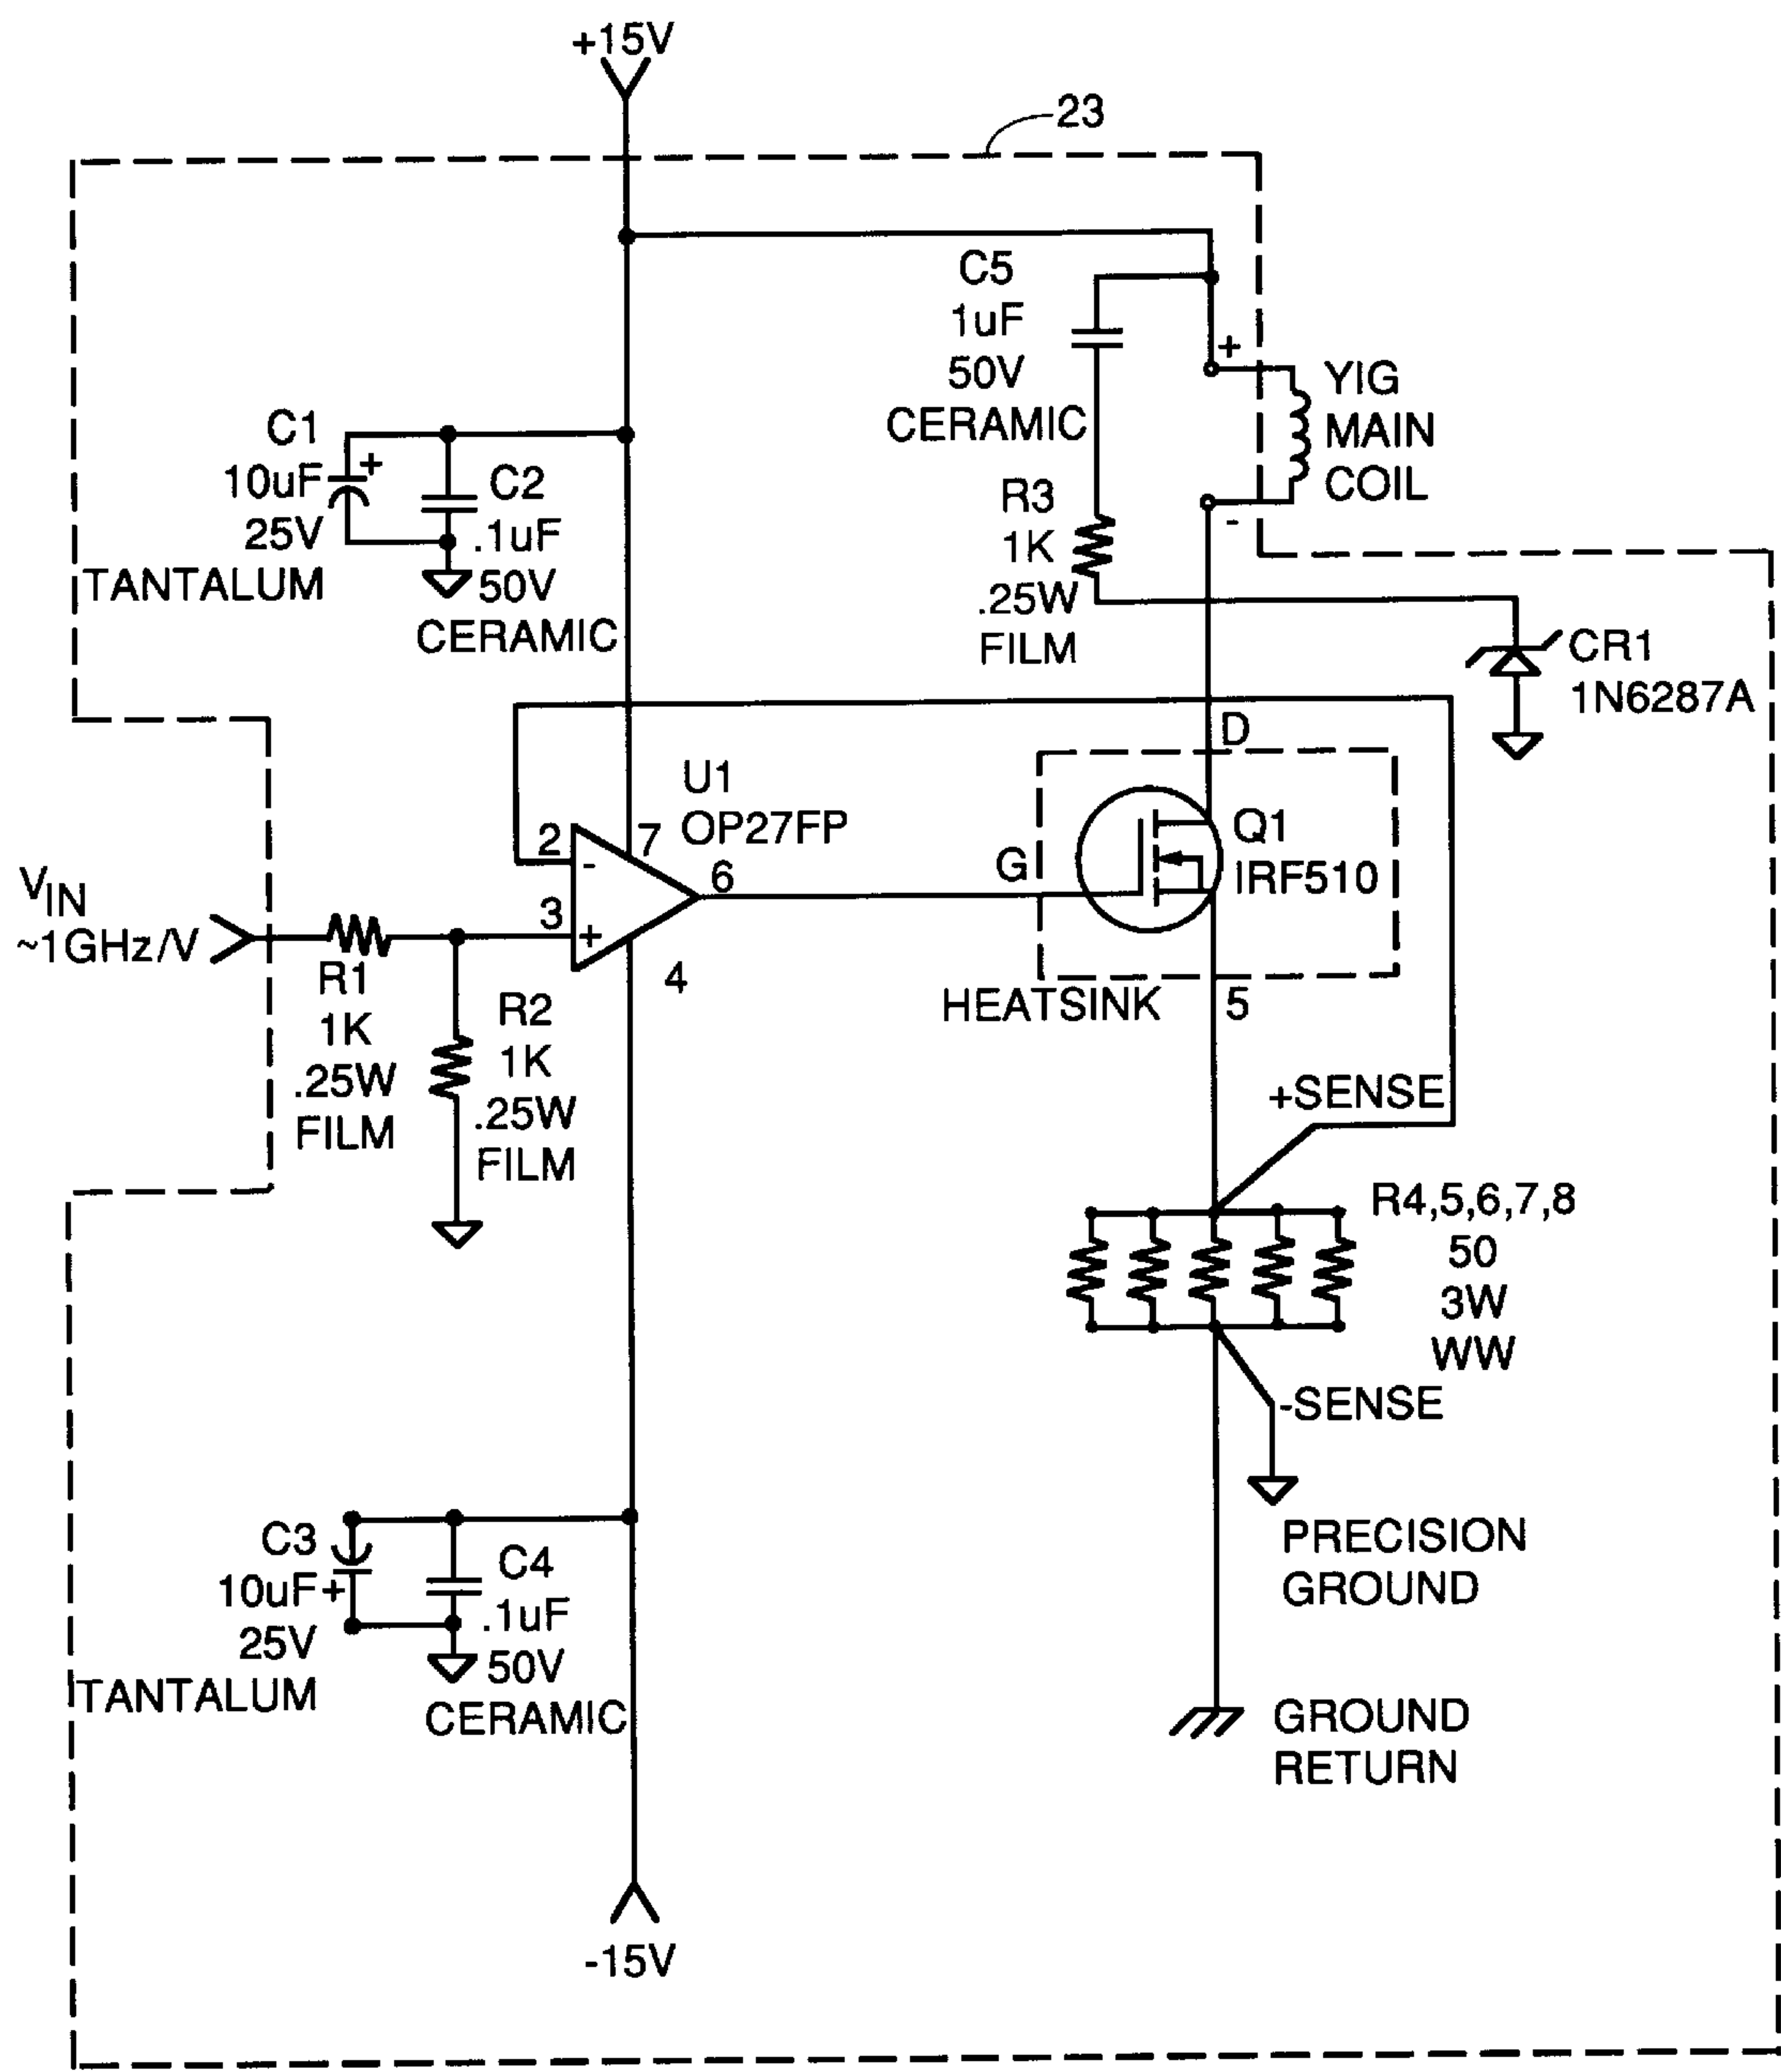 +15V
23
C5
1uF
50V
CERAMIC
+
YIG
MAIN
COIL
-
C1
10uF
+
25V
TANTALUM
C2
.1uF
50V
CERAMIC
R3
1K
.25W
FILM
CR1
1N6287A
D
U1
OP27FP
2
-
7
6
3
+
4
G
Q1
IRF510
HEATSINK
5
VIN
~1GHz/V
R1
1K
.25W
FILM
R2
1K
.25W
FILM
+SENSE
R4,5,6,7,8
50
3W
WW
-SENSE
PRECISION
GROUND
C3
10uF+
25V
TANTALUM
C4
.1uF
50V
CERAMIC
GROUND
RETURN
-15V